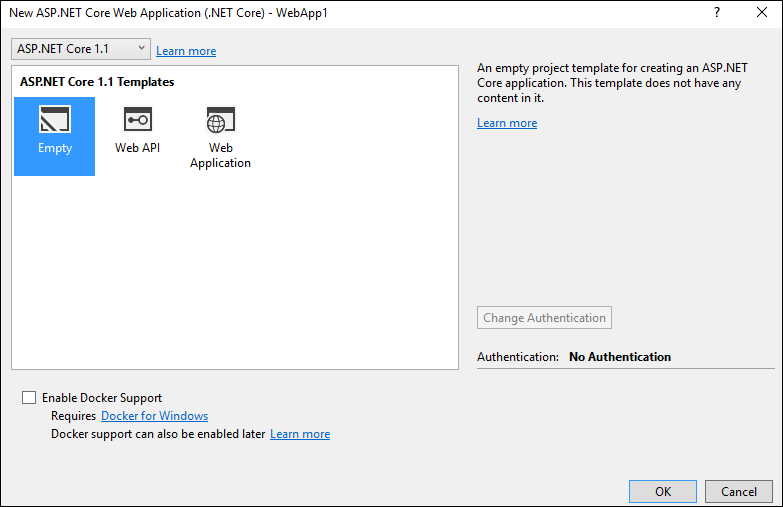 New ASP.NET Core Web Application (.NET Core) - WebApp1
?
ASP.NET Core 1.1
Learn more
ASP.NET Core 1.1 Templates
Empty
Web API
Web
Application
An empty project template for creating an ASP.NET
Core application. This template does not have any
content in it.
Learn more
Change Authentication
Authentication: No Authentication
Enable Docker Support
Requires Docker for Windows
Docker support can also be enabled later Learn more
OK
Cancel